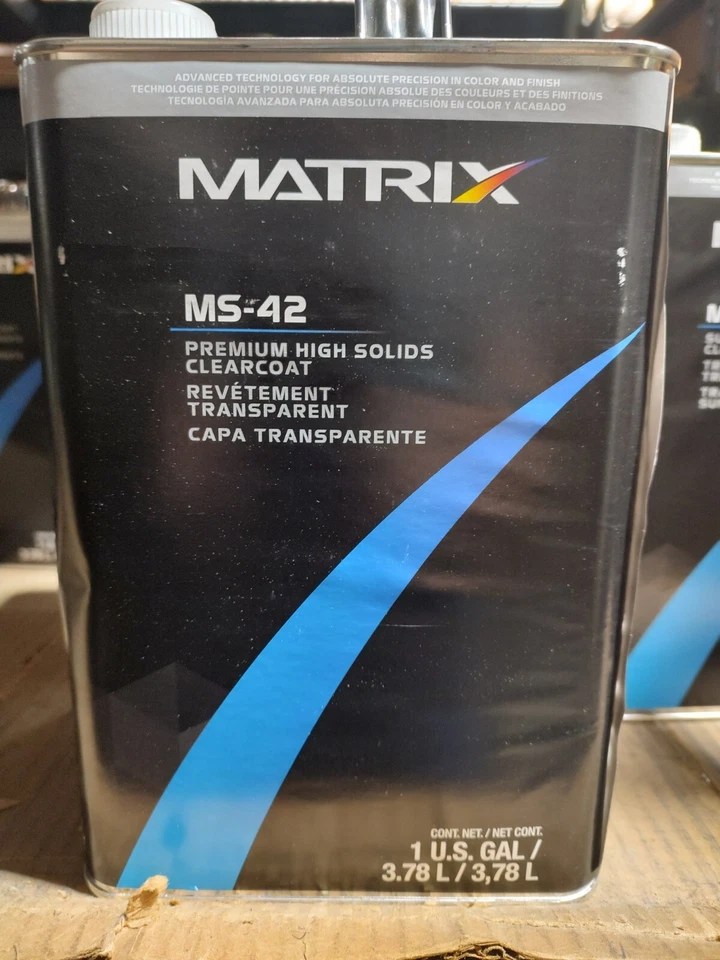 ADVANCED TECHNOLOGY FOR ABSOLUTE PRECISION IN COLOR AND FINISH
TECHNOLOGIE DE POINTE POUR UNE PRÉCISION ABSOLUE DES COULEURS ET DES FINITIONS
TECNOLOGÍA AVANZADA PARA ABSOLUTA PRECISIÓN EN COLOR Y ACABADO
MATRIX
MS-42
PREMIUM HIGH SOLIDS
CLEARCOAT
REVÉTEMENT
TRANSPARENT
CAPA TRANSPARENTE
CONT. NET. / NET CONT.
1 U.S. GAL /
3.78 L / 3,78 L